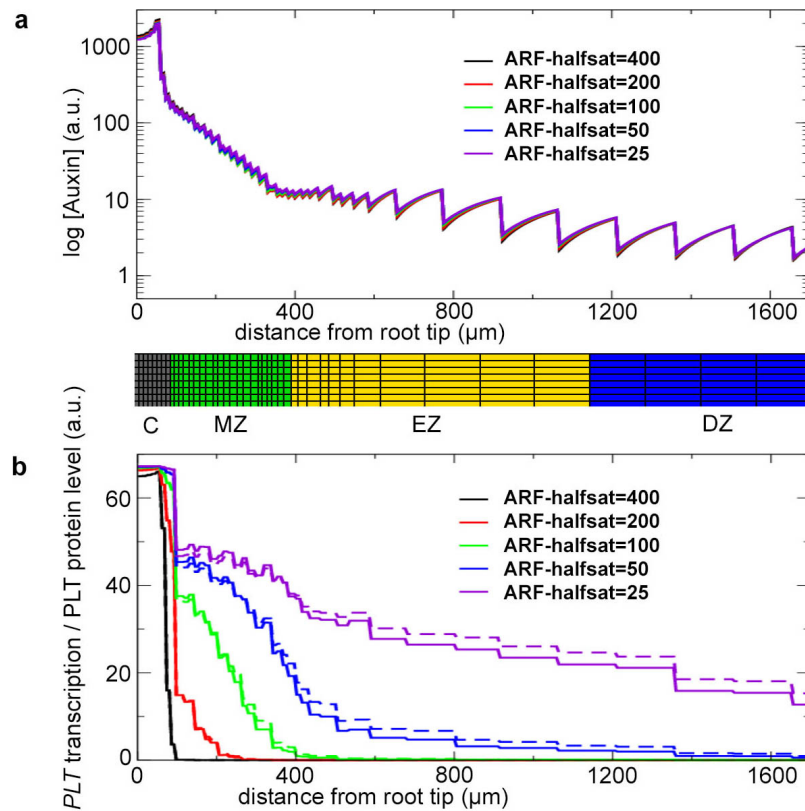 a
log [Auxin] (a.u.)
1000
100
10
1
ARF-halfsat=400
ARF-halfsat=200
ARF-halfsat=100
ARF-halfsat=50
ARF-halfsat=25
0 400 800 1200 1600
distance from root tip (µm)
C MZ EZ DZ
b
PLT transcription / PLT protein level (a.u.)
60
40
20
0
ARF-halfsat=400
ARF-halfsat=200
ARF-halfsat=100
ARF-halfsat=50
ARF-halfsat=25
0 400 800 1200 1600
distance from root tip (µm)